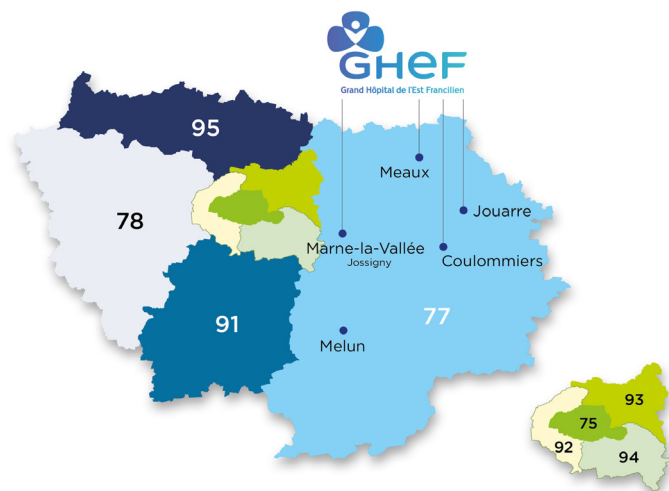 GHEF
Grand Hôpital de l'Est Francilien
95
Meaux
78
Jouarre
Marne-la-Vallée
Jossigny
Coulommiers
91
77
Melun
93
75
92
94